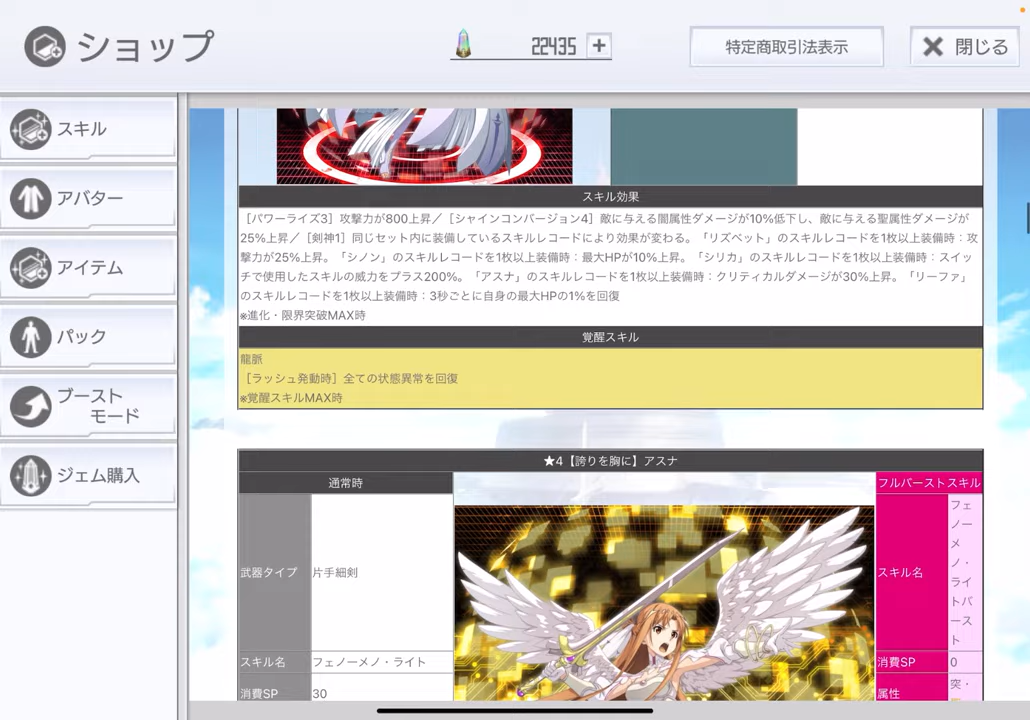 ショップ
22435
+
特定商取引法表示
閉じる
スキル
アバター
アイテム
パック
ブースト
モード
ジェム購入
スキル効果
［パワーライズ3］攻撃力が800上昇／［シャインコンバージョン4］敵に与える闇属性ダメージが10%低下し、敵に与える聖属性ダメージが
25%上昇／［剣神1］同じセット内に装備しているスキルレコードにより効果が変わる。「リズベット」のスキルレコードを1枚以上装備時：攻
撃力が25%上昇。「シノン」のスキルレコードを1枚以上装備時：最大HPが10%上昇。「シリカ」のスキルレコードを1枚以上装備時：スイッ
チで使用したスキルの威力をプラス200%。「アスナ」のスキルレコードを1枚以上装備時：クリティカルダメージが30%上昇。「リーファ」
のスキルレコードを1枚以上装備時：3秒ごとに自身の最大HPの1%を回復
※進化・限界突破MAX時
覚醒スキル
龍脈
［ラッシュ発動時］全ての状態異常を回復
※覚醒スキルMAX時
★4【誇りを胸に】アスナ
通常時
フルバーストスキル
武器タイプ
片手細剣
スキル名
フェ
ノー
メ
ノ・
ライ
トバ
ース
ト
スキル名
フェノーメノ・ライト
消費SP
0
消費SP
30
属性
突・